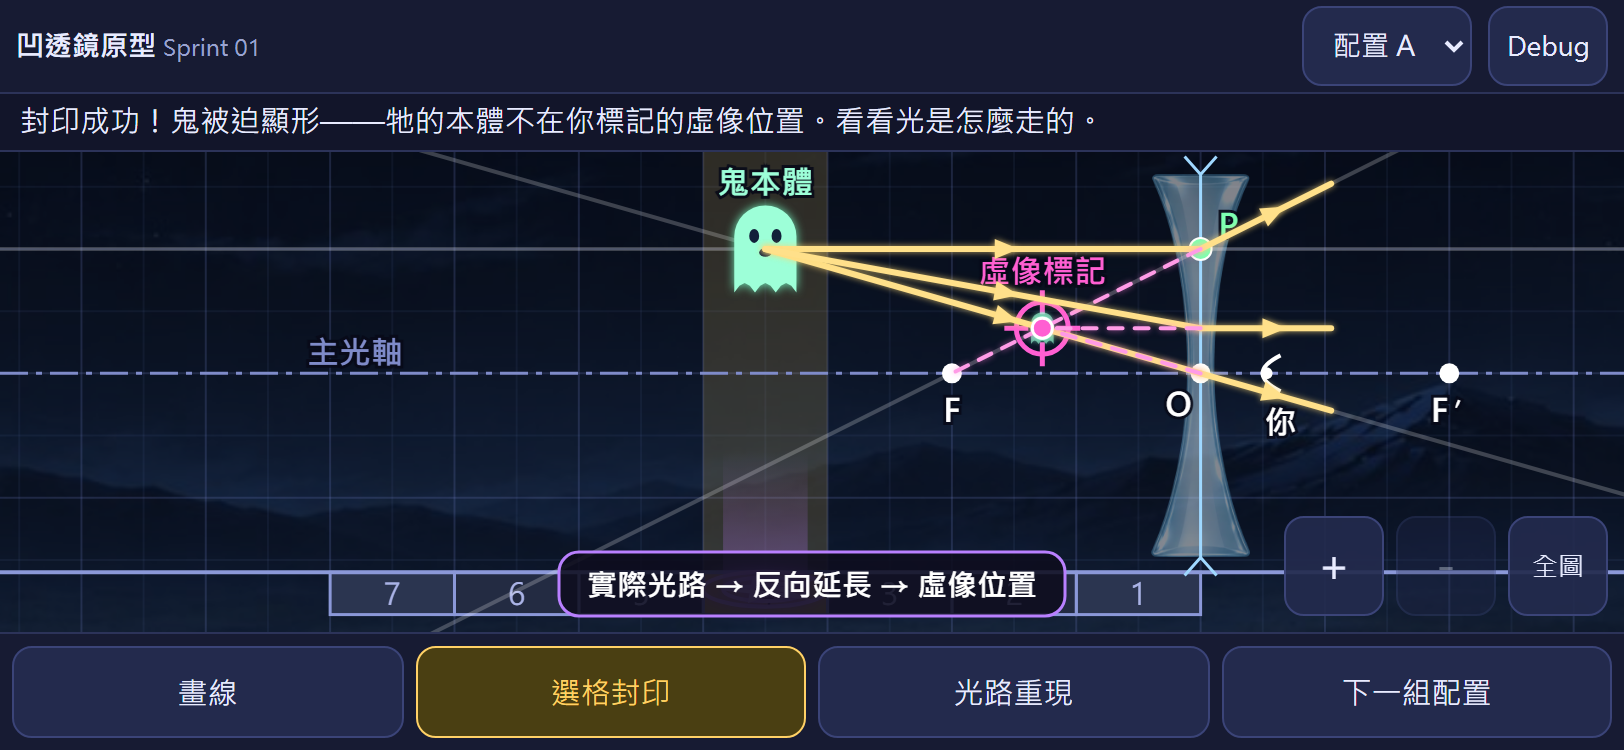 凹透鏡原型 Sprint 01
配置 A
Debug
封印成功！鬼被迫顯形——牠的本體不在你標記的虛像位置。看看光是怎麼走的。
鬼本體
P
虛像標記
主光軸
F
O
你
F′
7
6
5
3
2
1
實際光路 → 反向延長 → 虛像位置
+
-
全圖
畫線
選格封印
光路重現
下一組配置